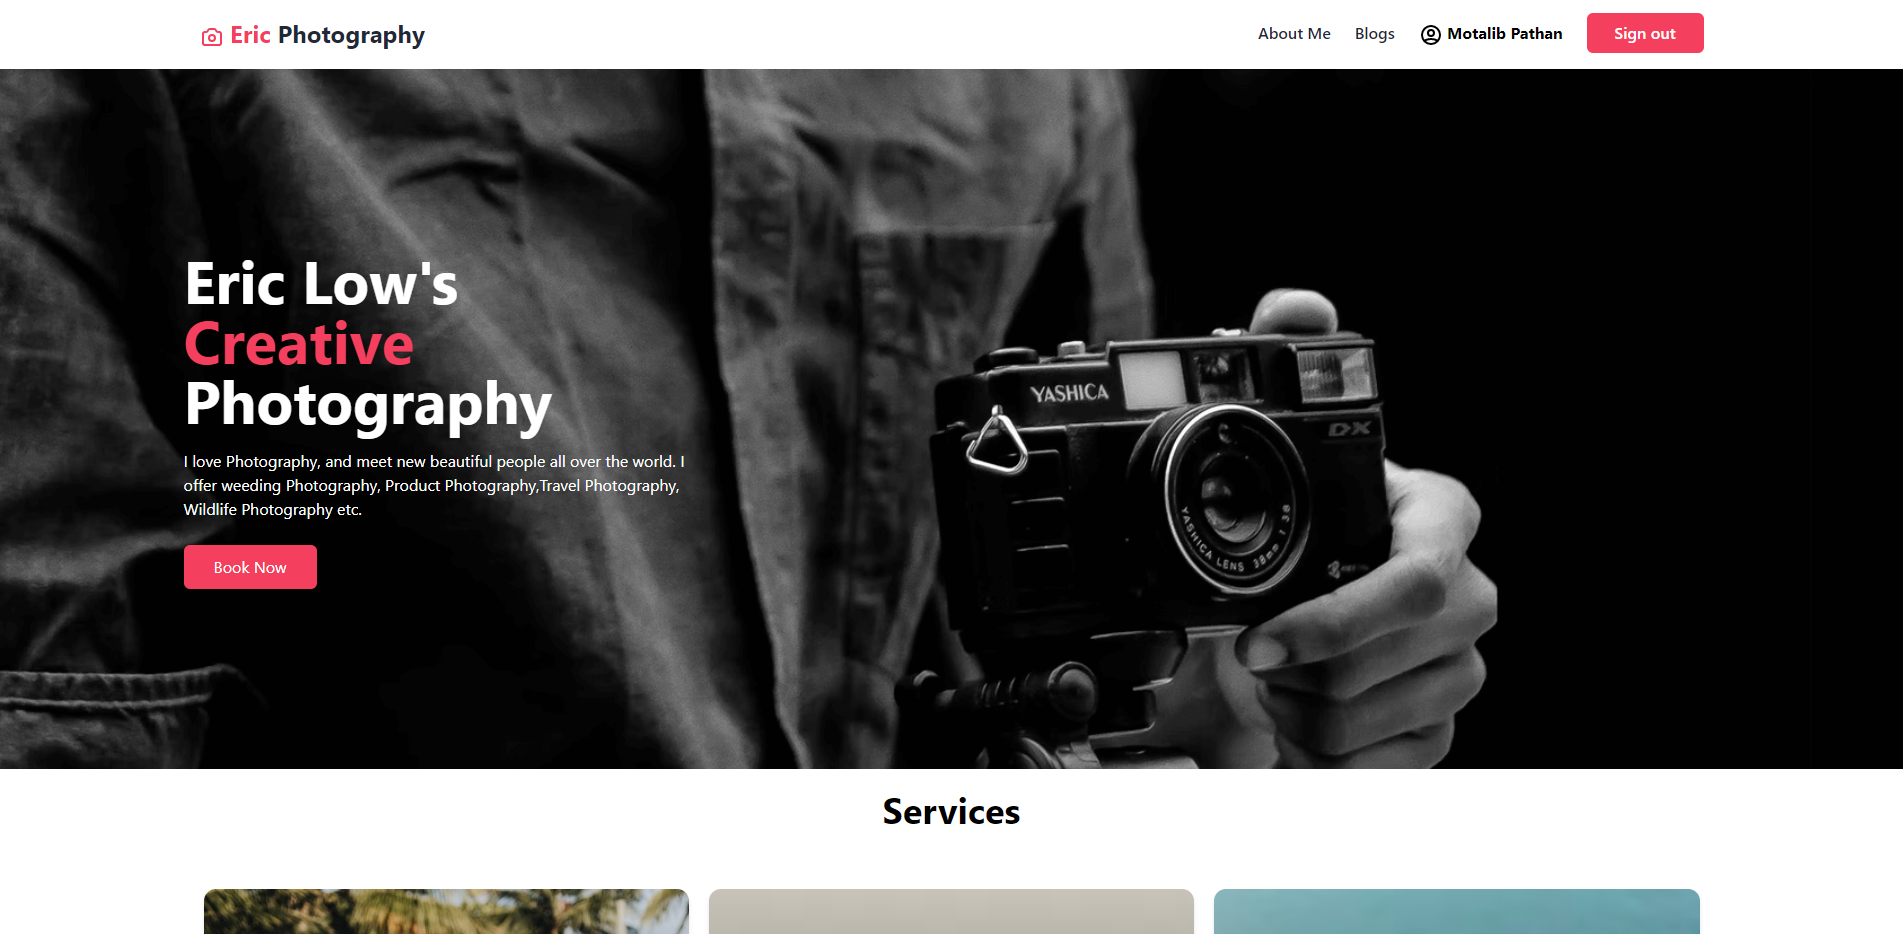 Eric Photography
About Me
Blogs
Motalib Pathan
Sign out
Eric Low's
Creative
Photography
I love Photography, and meet new beautiful people all over the world. I
offer weeding Photography, Product Photography,Travel Photography,
Wildlife Photography etc.
Book Now
YASHICA
DX
YASHICA LENS 38mm 1:3.8
Services